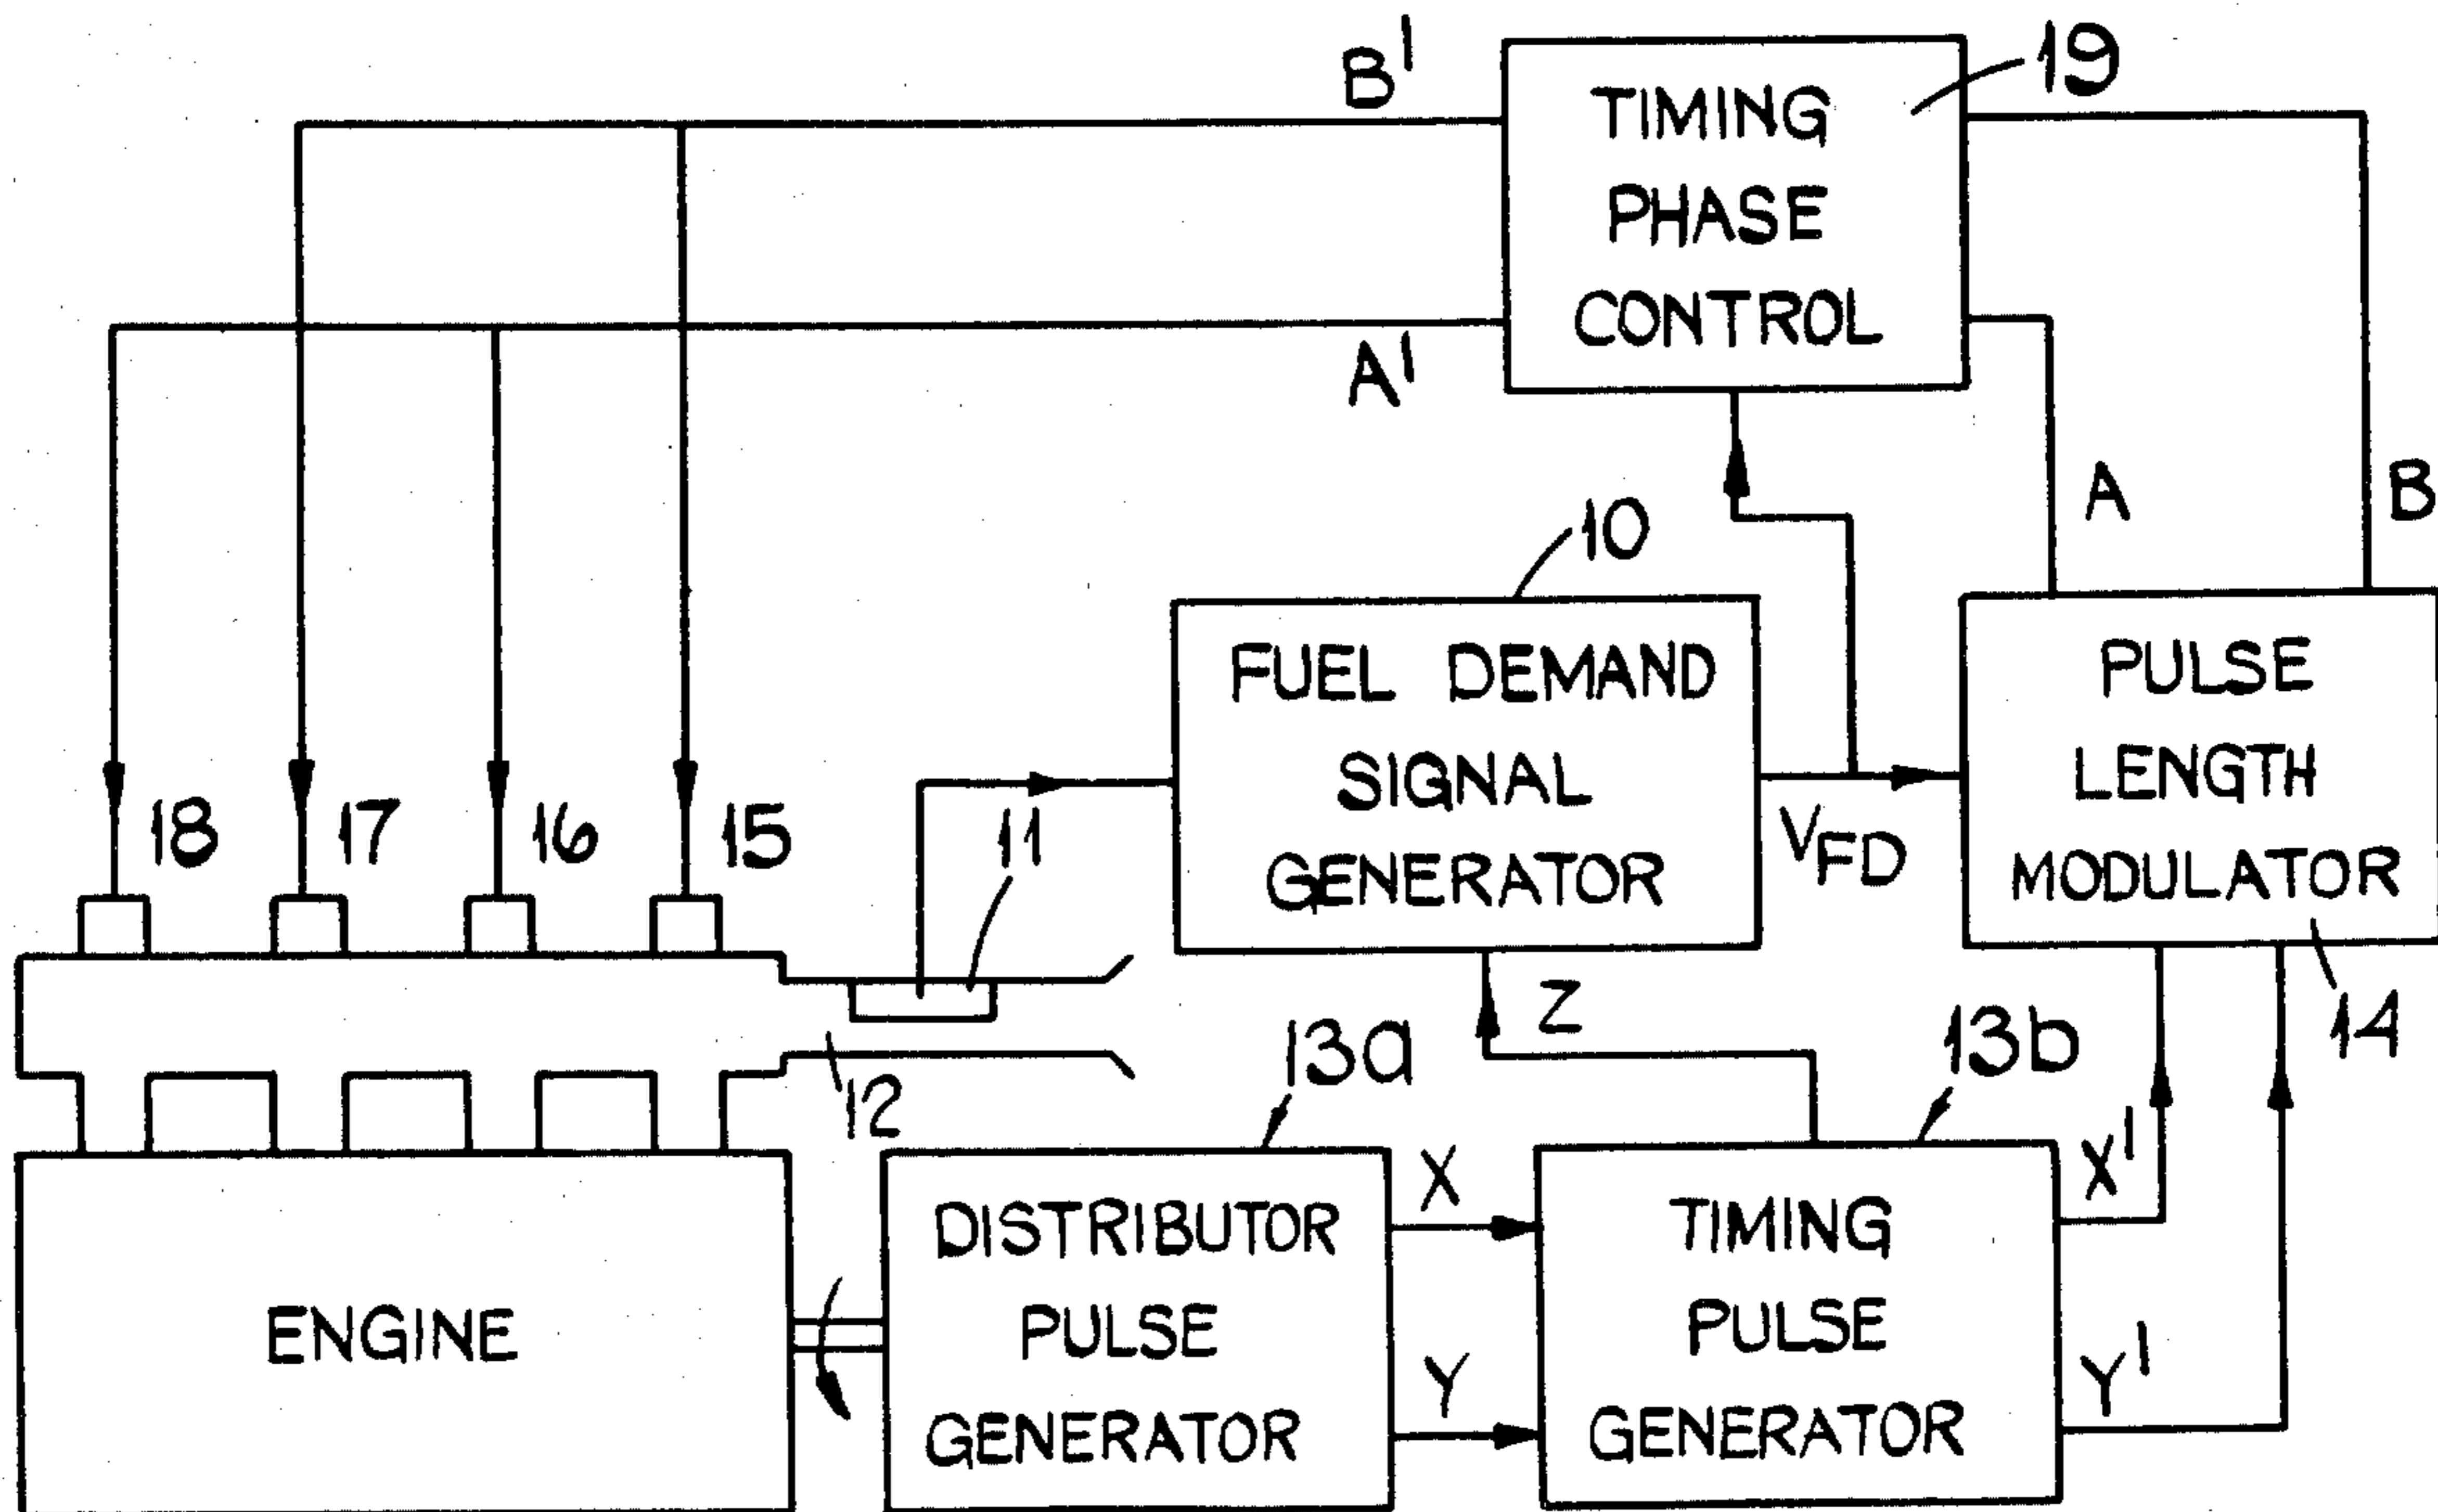 B'
TIMING
PHASE
CONTROL
19
A'
A
B
10
FUEL DEMAND
SIGNAL
GENERATOR
V_FD
PULSE
LENGTH
MODULATOR
18
17
16
15
11
12
Z
13a
13b
14
ENGINE
DISTRIBUTOR
PULSE
GENERATOR
X
Y
TIMING
PULSE
GENERATOR
X'
Y'